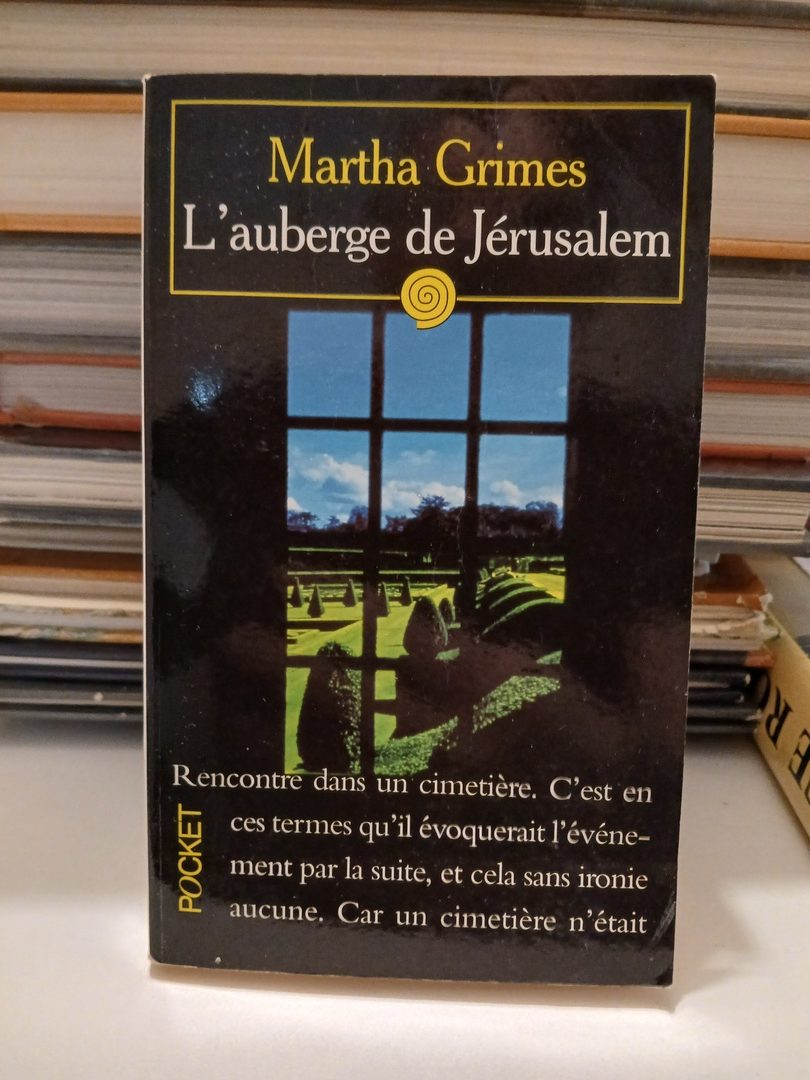 Martha Grimes
L'auberge de Jérusalem
Rencontre dans un cimetière. C'est en
ces termes qu'il évoquerait l'événe-
ment par la suite, et cela sans ironie
aucune. Car un cimetière n'était
POCKET